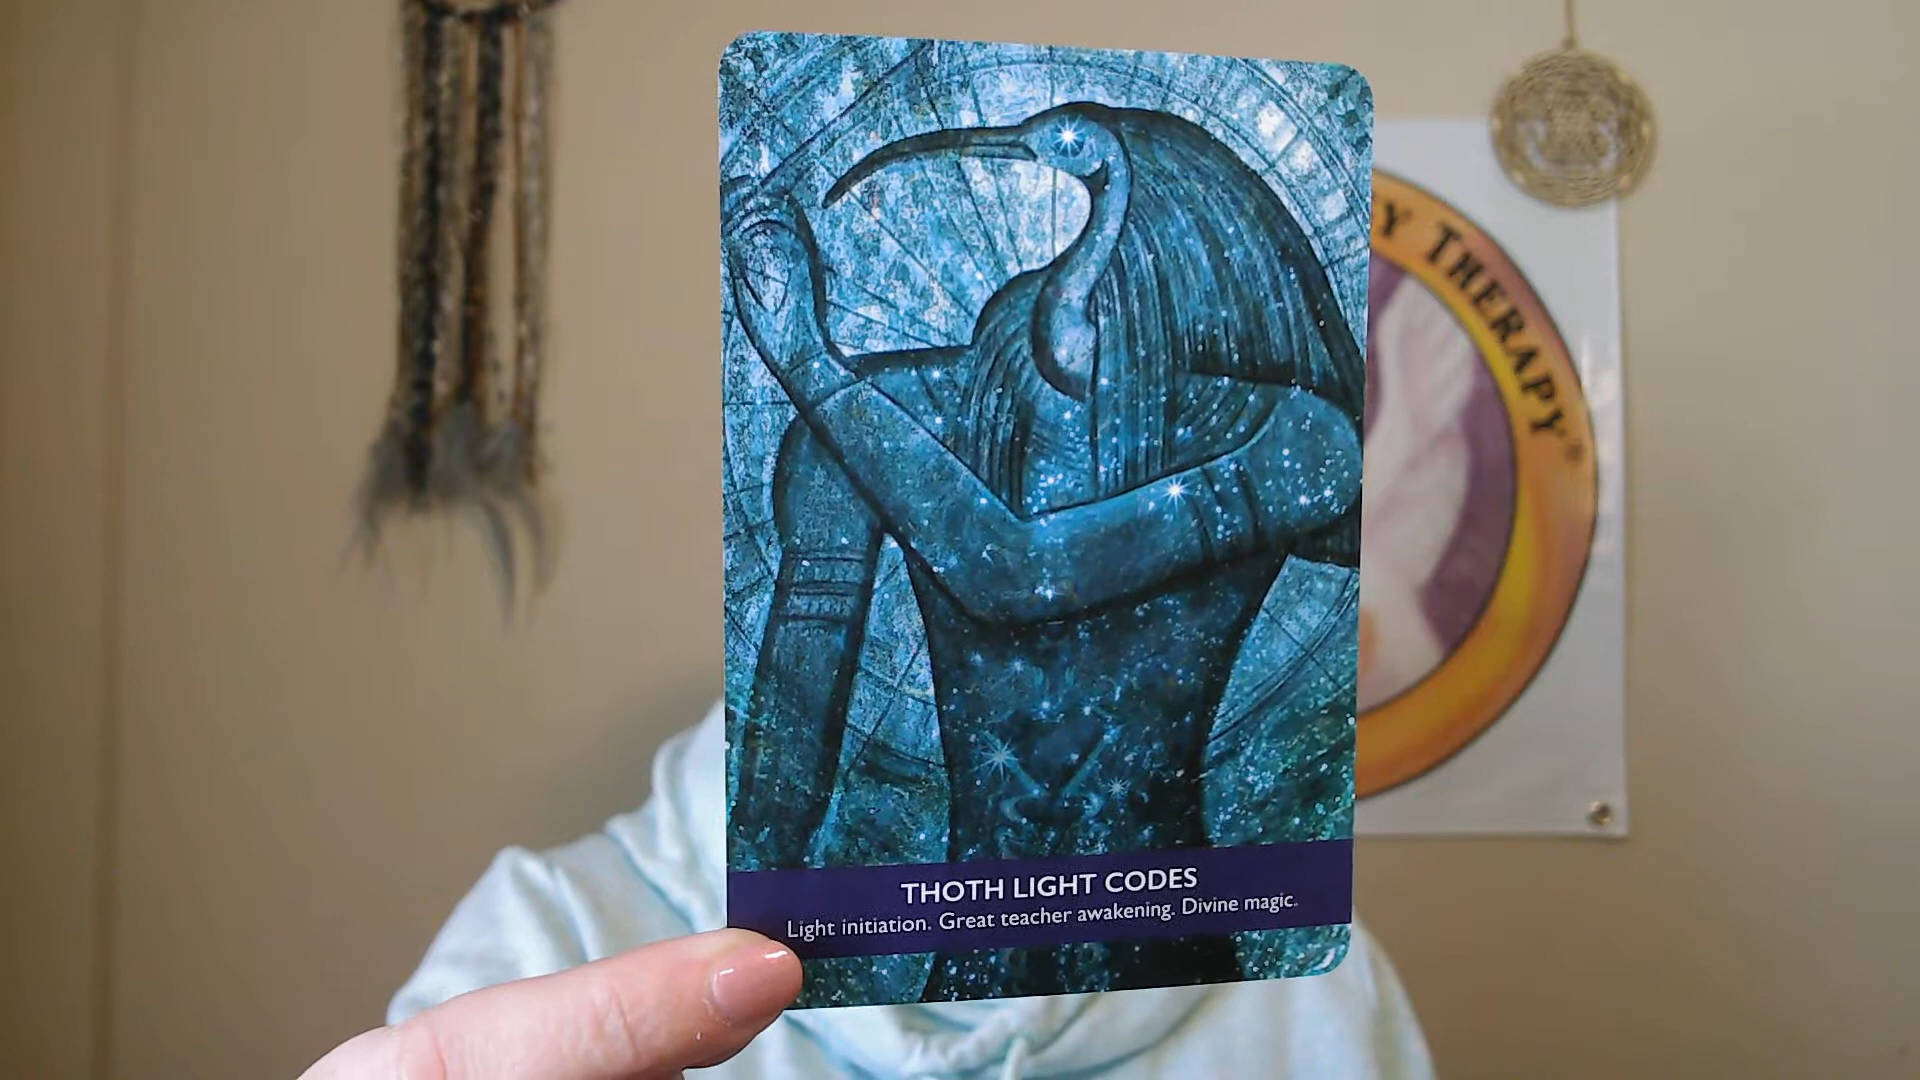 THERAPY®
THOTH LIGHT CODES
Light initiation. Great teacher awakening. Divine magic.